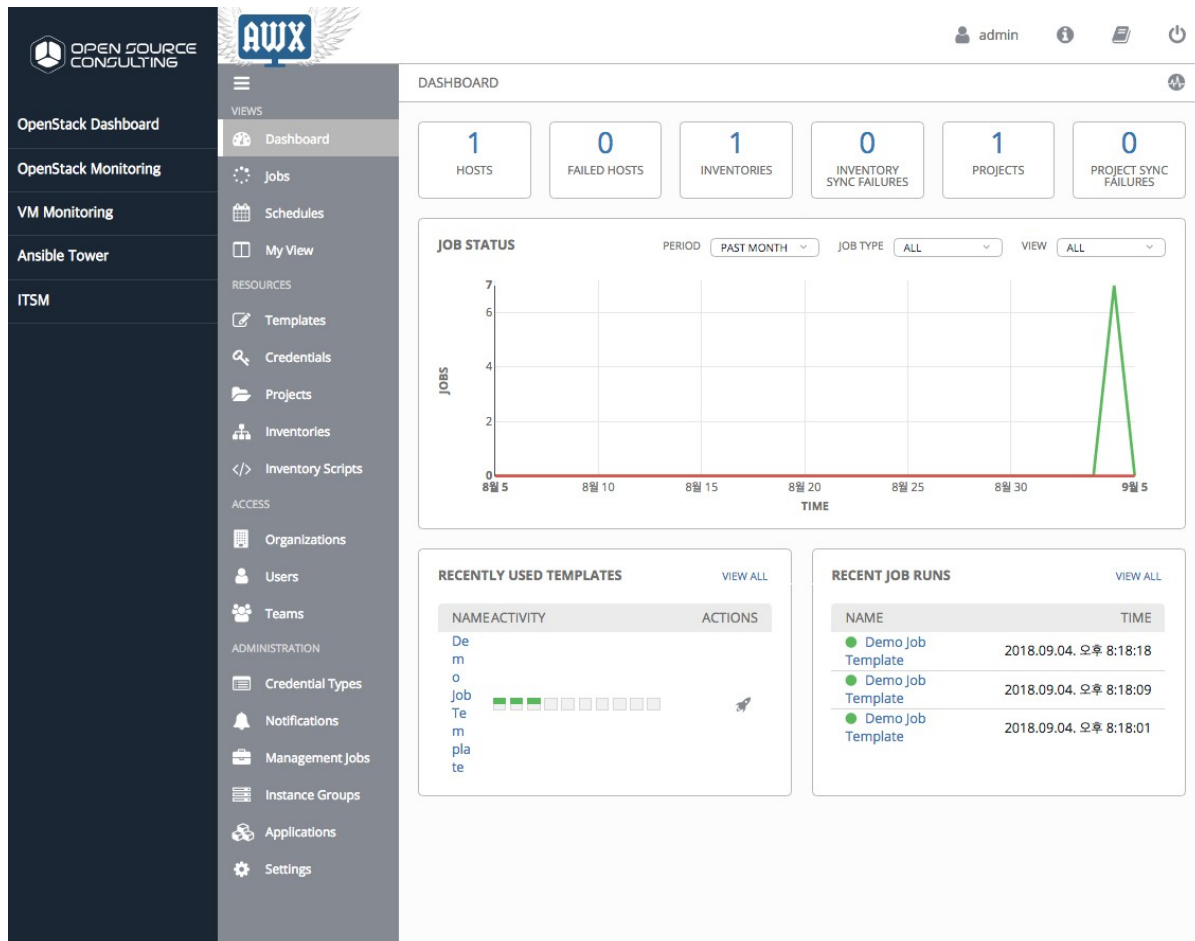 OPEN SOURCE
CONSULTING
OpenStack Dashboard
OpenStack Monitoring
VM Monitoring
Ansible Tower
ITSM
AWX
admin
VIEWS
Dashboard
Jobs
Schedules
My View
RESOURCES
Templates
Credentials
Projects
Inventories
Inventory Scripts
ACCESS
Organizations
Users
Teams
ADMINISTRATION
Credential Types
Notifications
Management Jobs
Instance Groups
Applications
Settings
DASHBOARD
1
HOSTS
0
FAILED HOSTS
1
INVENTORIES
0
INVENTORY
SYNC FAILURES
1
PROJECTS
0
PROJECT SYNC
FAILURES
JOB STATUS
PERIOD PAST MONTH JOB TYPE ALL VIEW ALL
7
6
4
2
0
JOBS
8월 5 8월 10 8월 15 8월 20 8월 25 8월 30 9월 5
TIME
RECENTLY USED TEMPLATES VIEW ALL
NAME ACTIVITY ACTIONS
De
m
o
Job
Te
m
pla
te
RECENT JOB RUNS VIEW ALL
NAME TIME
Demo Job
Template
2018.09.04. 오후 8:18:18
Demo Job
Template
2018.09.04. 오후 8:18:09
Demo Job
Template
2018.09.04. 오후 8:18:01